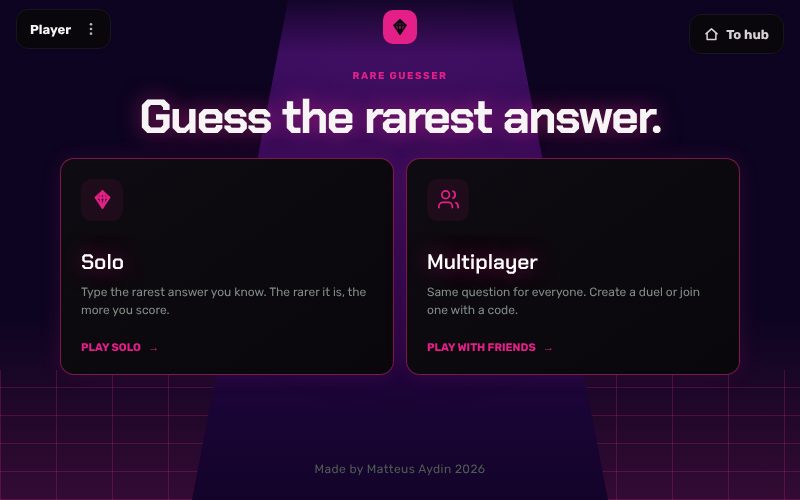 Player
To hub
RARE GUESSER
Guess the rarest answer.
Solo
Type the rarest answer you know. The rarer it is, the
more you score.
PLAY SOLO →
Multiplayer
Same question for everyone. Create a duel or join
one with a code.
PLAY WITH FRIENDS →
Made by Matteus Aydin 2026